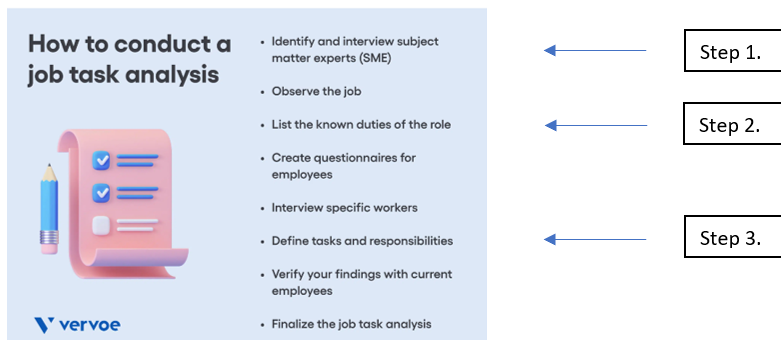 How to conduct a
job task analysis
• Identify and interview subject
matter experts (SME)
• Observe the job
• List the known duties of the role
• Create questionnaires for
employees
• Interview specific workers
• Define tasks and responsibilities
• Verify your findings with current
employees
• Finalize the job task analysis
vervoe
Step 1.
Step 2.
Step 3.